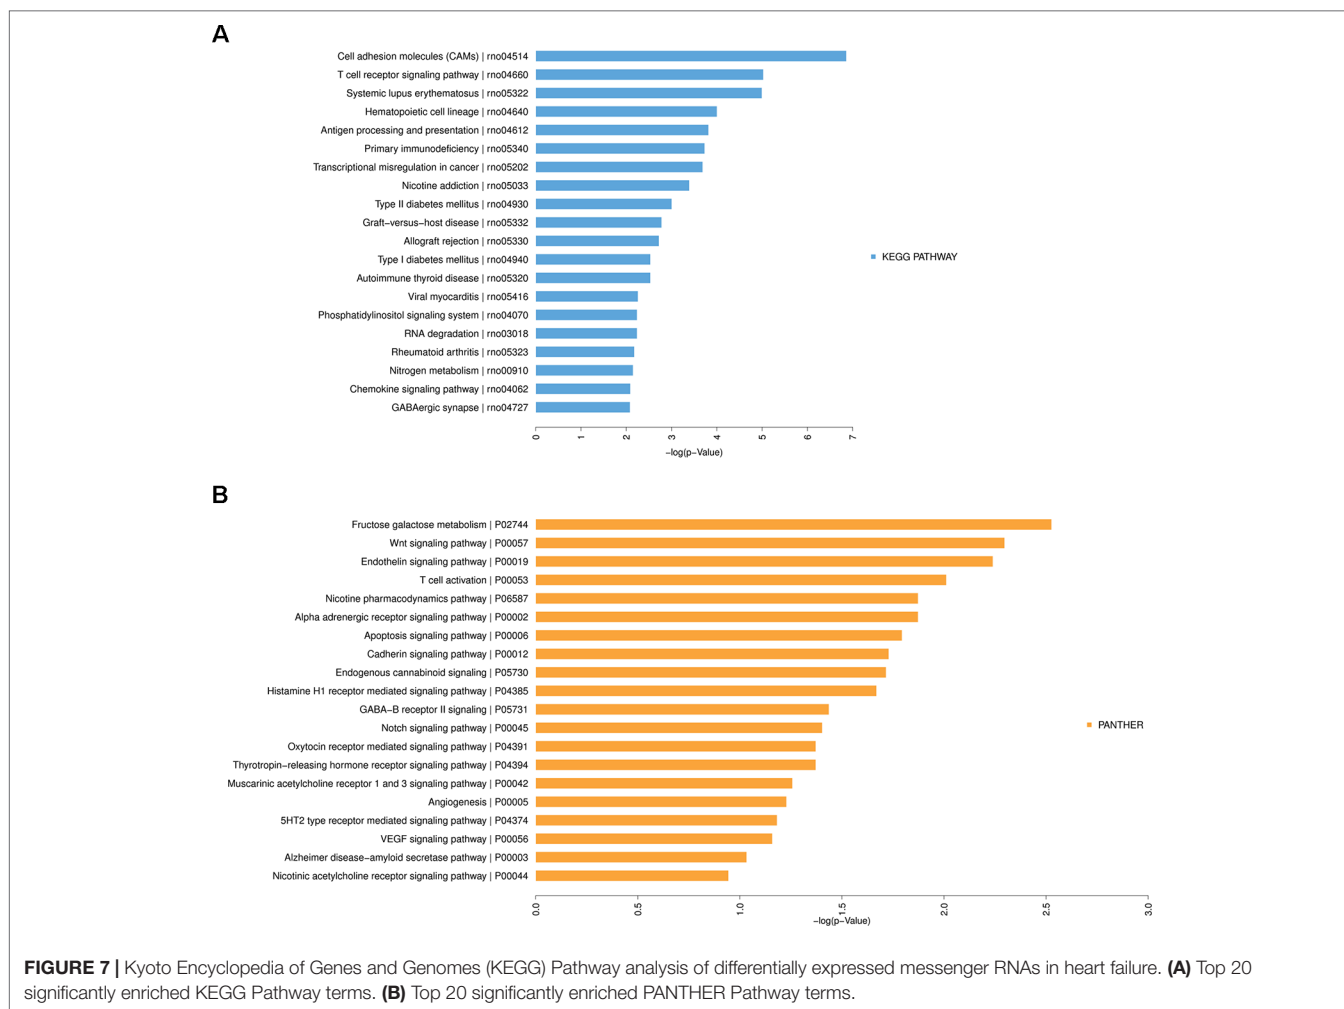 A
Cell adhesion molecules (CAMs) | rno04514
T cell receptor signaling pathway | rno04660
Systemic lupus erythematosus | rno05322
Hematopoietic cell lineage | rno04640
Antigen processing and presentation | rno04612
Primary immunodeficiency | rno05340
Transcriptional misregulation in cancer | rno05202
Nicotine addiction | rno05033
Type II diabetes mellitus | rno04930
Graft−versus−host disease | rno05332
Allograft rejection | rno05330
Type I diabetes mellitus | rno04940
Autoimmune thyroid disease | rno05320
Viral myocarditis | rno05416
Phosphatidylinositol signaling system | rno04070
RNA degradation | rno03018
Rheumatoid arthritis | rno05323
Nitrogen metabolism | rno00910
Chemokine signaling pathway | rno04062
GABAergic synapse | rno04727
KEGG PATHWAY
0 1 2 3 4 5 6 7
−log(p−Value)
B
Fructose galactose metabolism | P02744
Wnt signaling pathway | P00057
Endothelin signaling pathway | P00019
T cell activation | P00053
Nicotine pharmacodynamics pathway | P06587
Alpha adrenergic receptor signaling pathway | P00002
Apoptosis signaling pathway | P00006
Cadherin signaling pathway | P00012
Endogenous cannabinoid signaling | P05730
Histamine H1 receptor mediated signaling pathway | P04385
GABA−B receptor II signaling | P05731
Notch signaling pathway | P00045
Oxytocin receptor mediated signaling pathway | P04391
Thyrotropin−releasing hormone receptor signaling pathway | P04394
Muscarinic acetylcholine receptor 1 and 3 signaling pathway | P00042
Angiogenesis | P00005
5HT2 type receptor mediated signaling pathway | P04374
VEGF signaling pathway | P00056
Alzheimer disease−amyloid secretase pathway | P00003
Nicotinic acetylcholine receptor signaling pathway | P00044
PANTHER
0.0 0.5 1.0 1.5 2.0 2.5 3.0
−log(p−Value)
FIGURE 7 | Kyoto Encyclopedia of Genes and Genomes (KEGG) Pathway analysis of differentially expressed messenger RNAs in heart failure. (A) Top 20
significantly enriched KEGG Pathway terms. (B) Top 20 significantly enriched PANTHER Pathway terms.